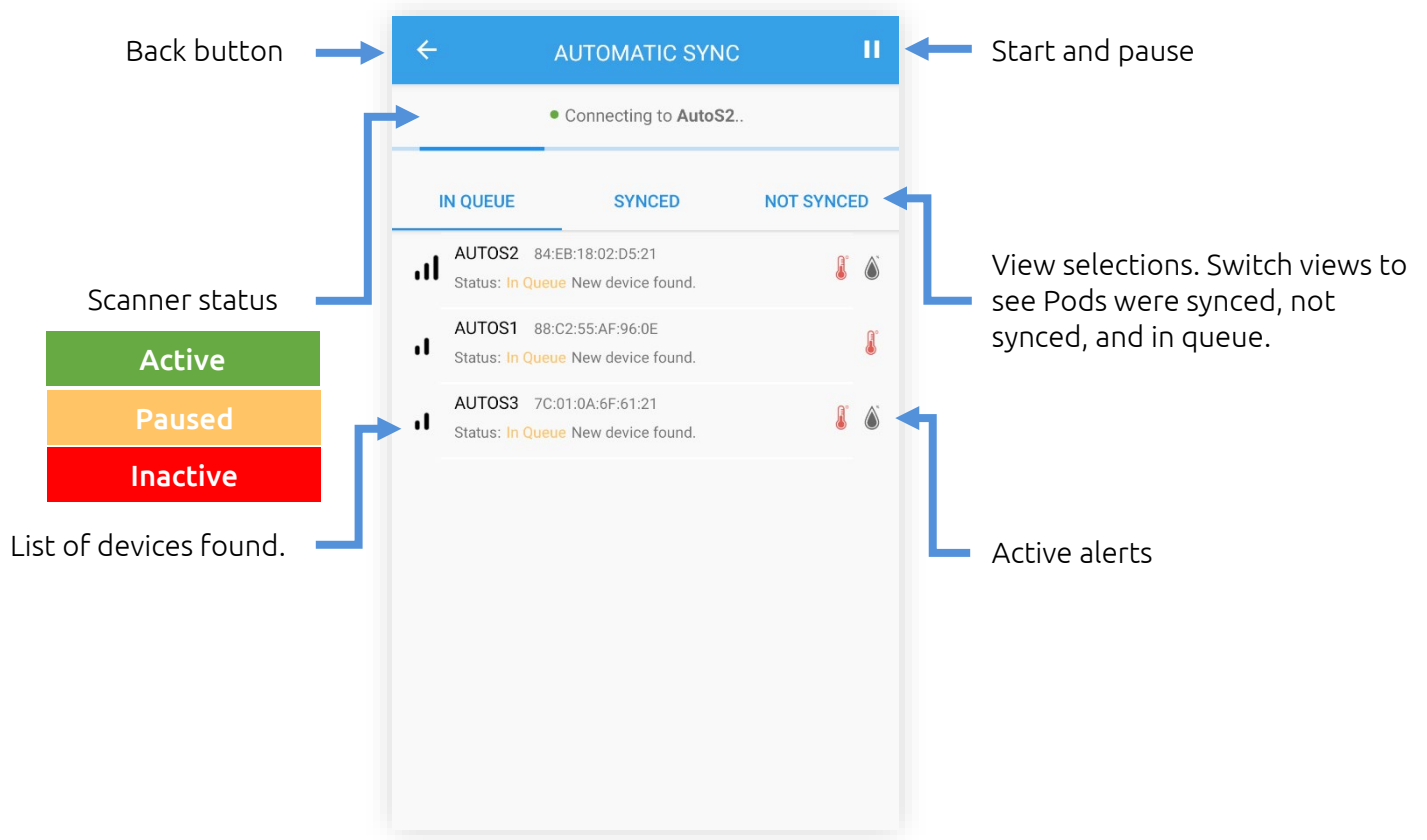 Back button
AUTOMATIC SYNC
Start and pause
Connecting to AutoS2..
IN QUEUE
SYNCED
NOT SYNCED
AUTOS2 84:EB:18:02:D5:21
Status: In Queue New device found.
AUTOS1 88:C2:55:AF:96:0E
Status: In Queue New device found.
AUTOS3 7C:01:0A:6F:61:21
Status: In Queue New device found.
Scanner status
Active
Paused
Inactive
List of devices found.
View selections. Switch views to
see Pods were synced, not
synced, and in queue.
Active alerts